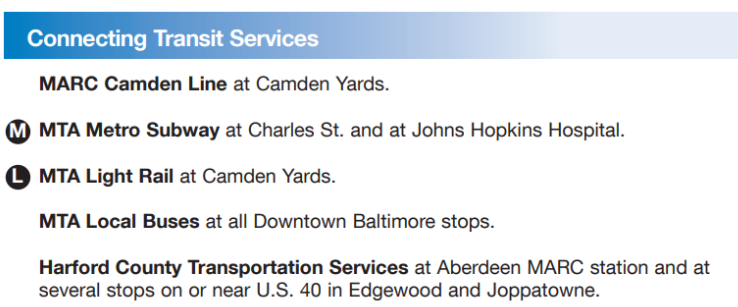 Connecting Transit Services
MARC Camden Line at Camden Yards.
M MTA Metro Subway at Charles St. and at Johns Hopkins Hospital.
L MTA Light Rail at Camden Yards.
MTA Local Buses at all Downtown Baltimore stops.
Harford County Transportation Services at Aberdeen MARC station and at
several stops on or near U.S. 40 in Edgewood and Joppatowne.